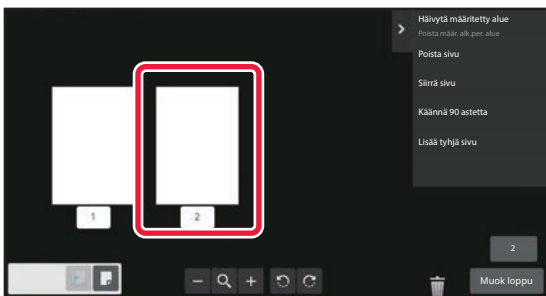 Häivytä määritetty alue
Poista määr. alk.per. alue
Poista sivu
Siirrä sivu
Käännä 90 astetta
Lisää tyhjä sivu
1
2
2
Muok loppu